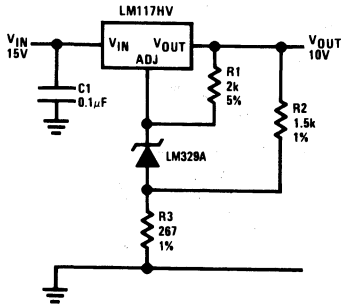 LM117HV
VIN
15V
VIN
VOUT
ADJ
VOUT
10V
C1
0.1μF
R1
2k
5%
R2
1.5k
1%
LM329A
R3
267
1%